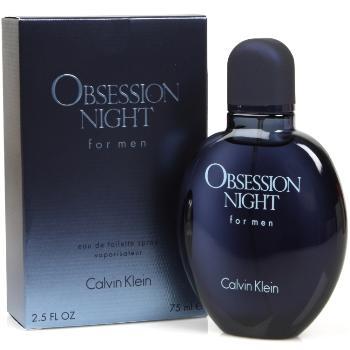 OBSESSION
NIGHT
for men
eau de toilette spray
vaporisateur
Calvin Klein
2.5 FL OZ
75 ml e
OBSESSION
NIGHT
for men
Calvin Klein